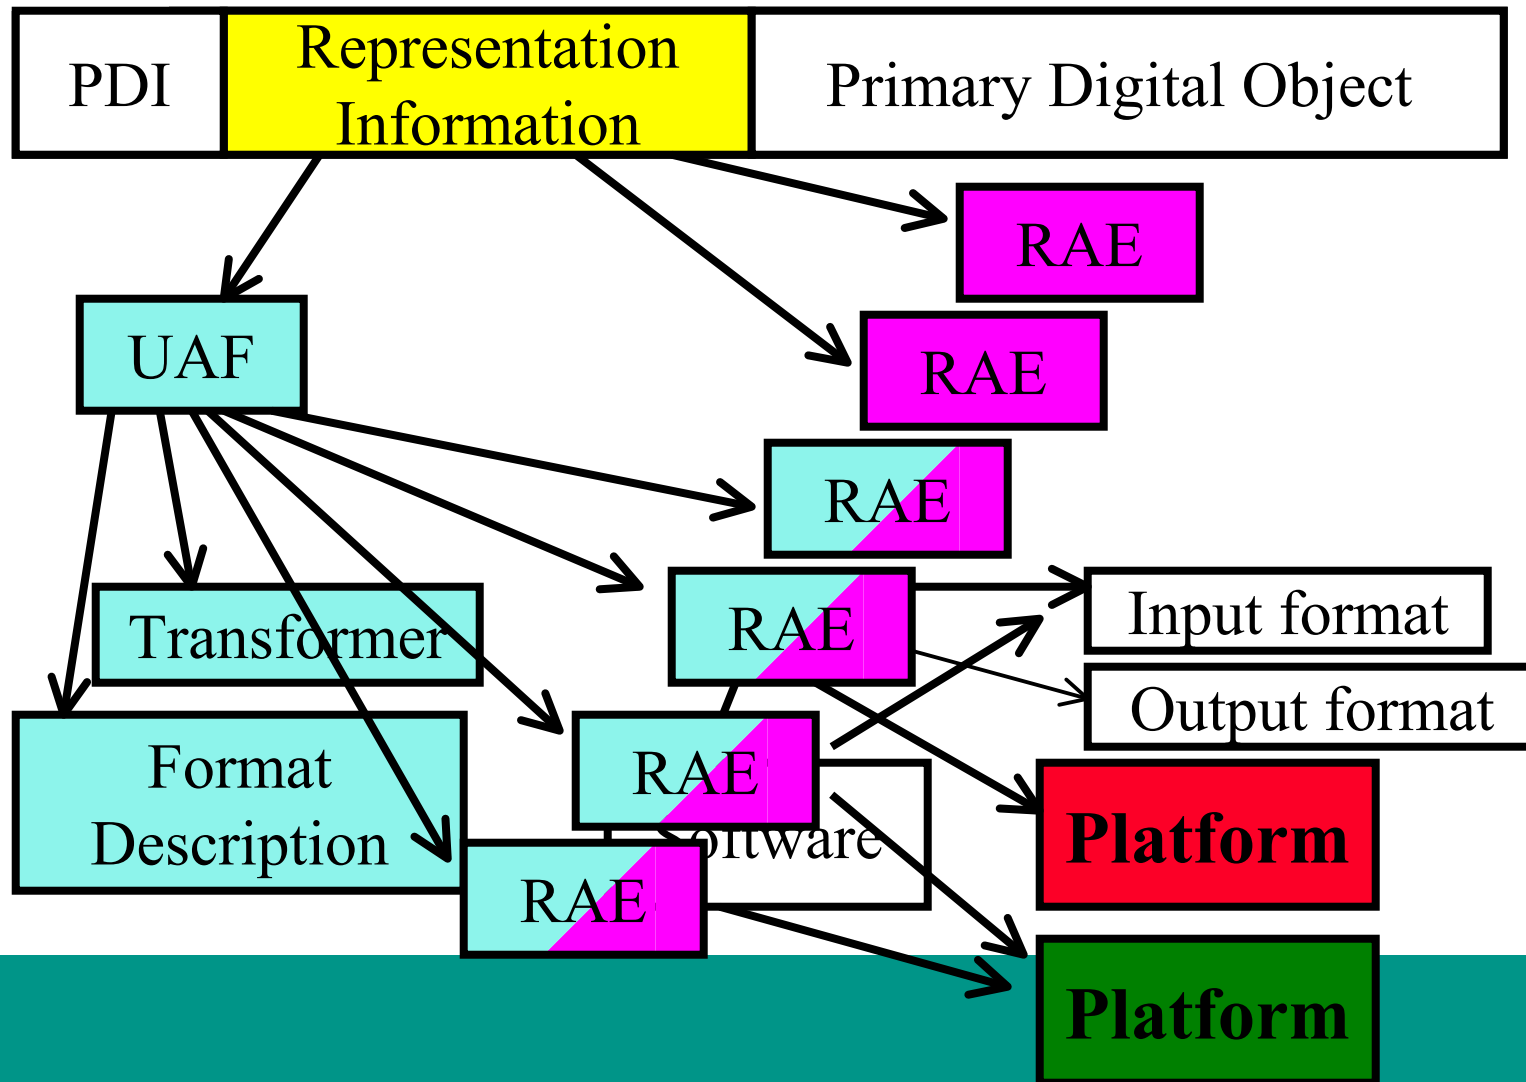 PDI
Representation
Information
Primary Digital Object
RAE
RAE
UAF
RAE
RAE
Input format
Transformer
Output format
RAE
Format
Description
Platform
RAE
Platform